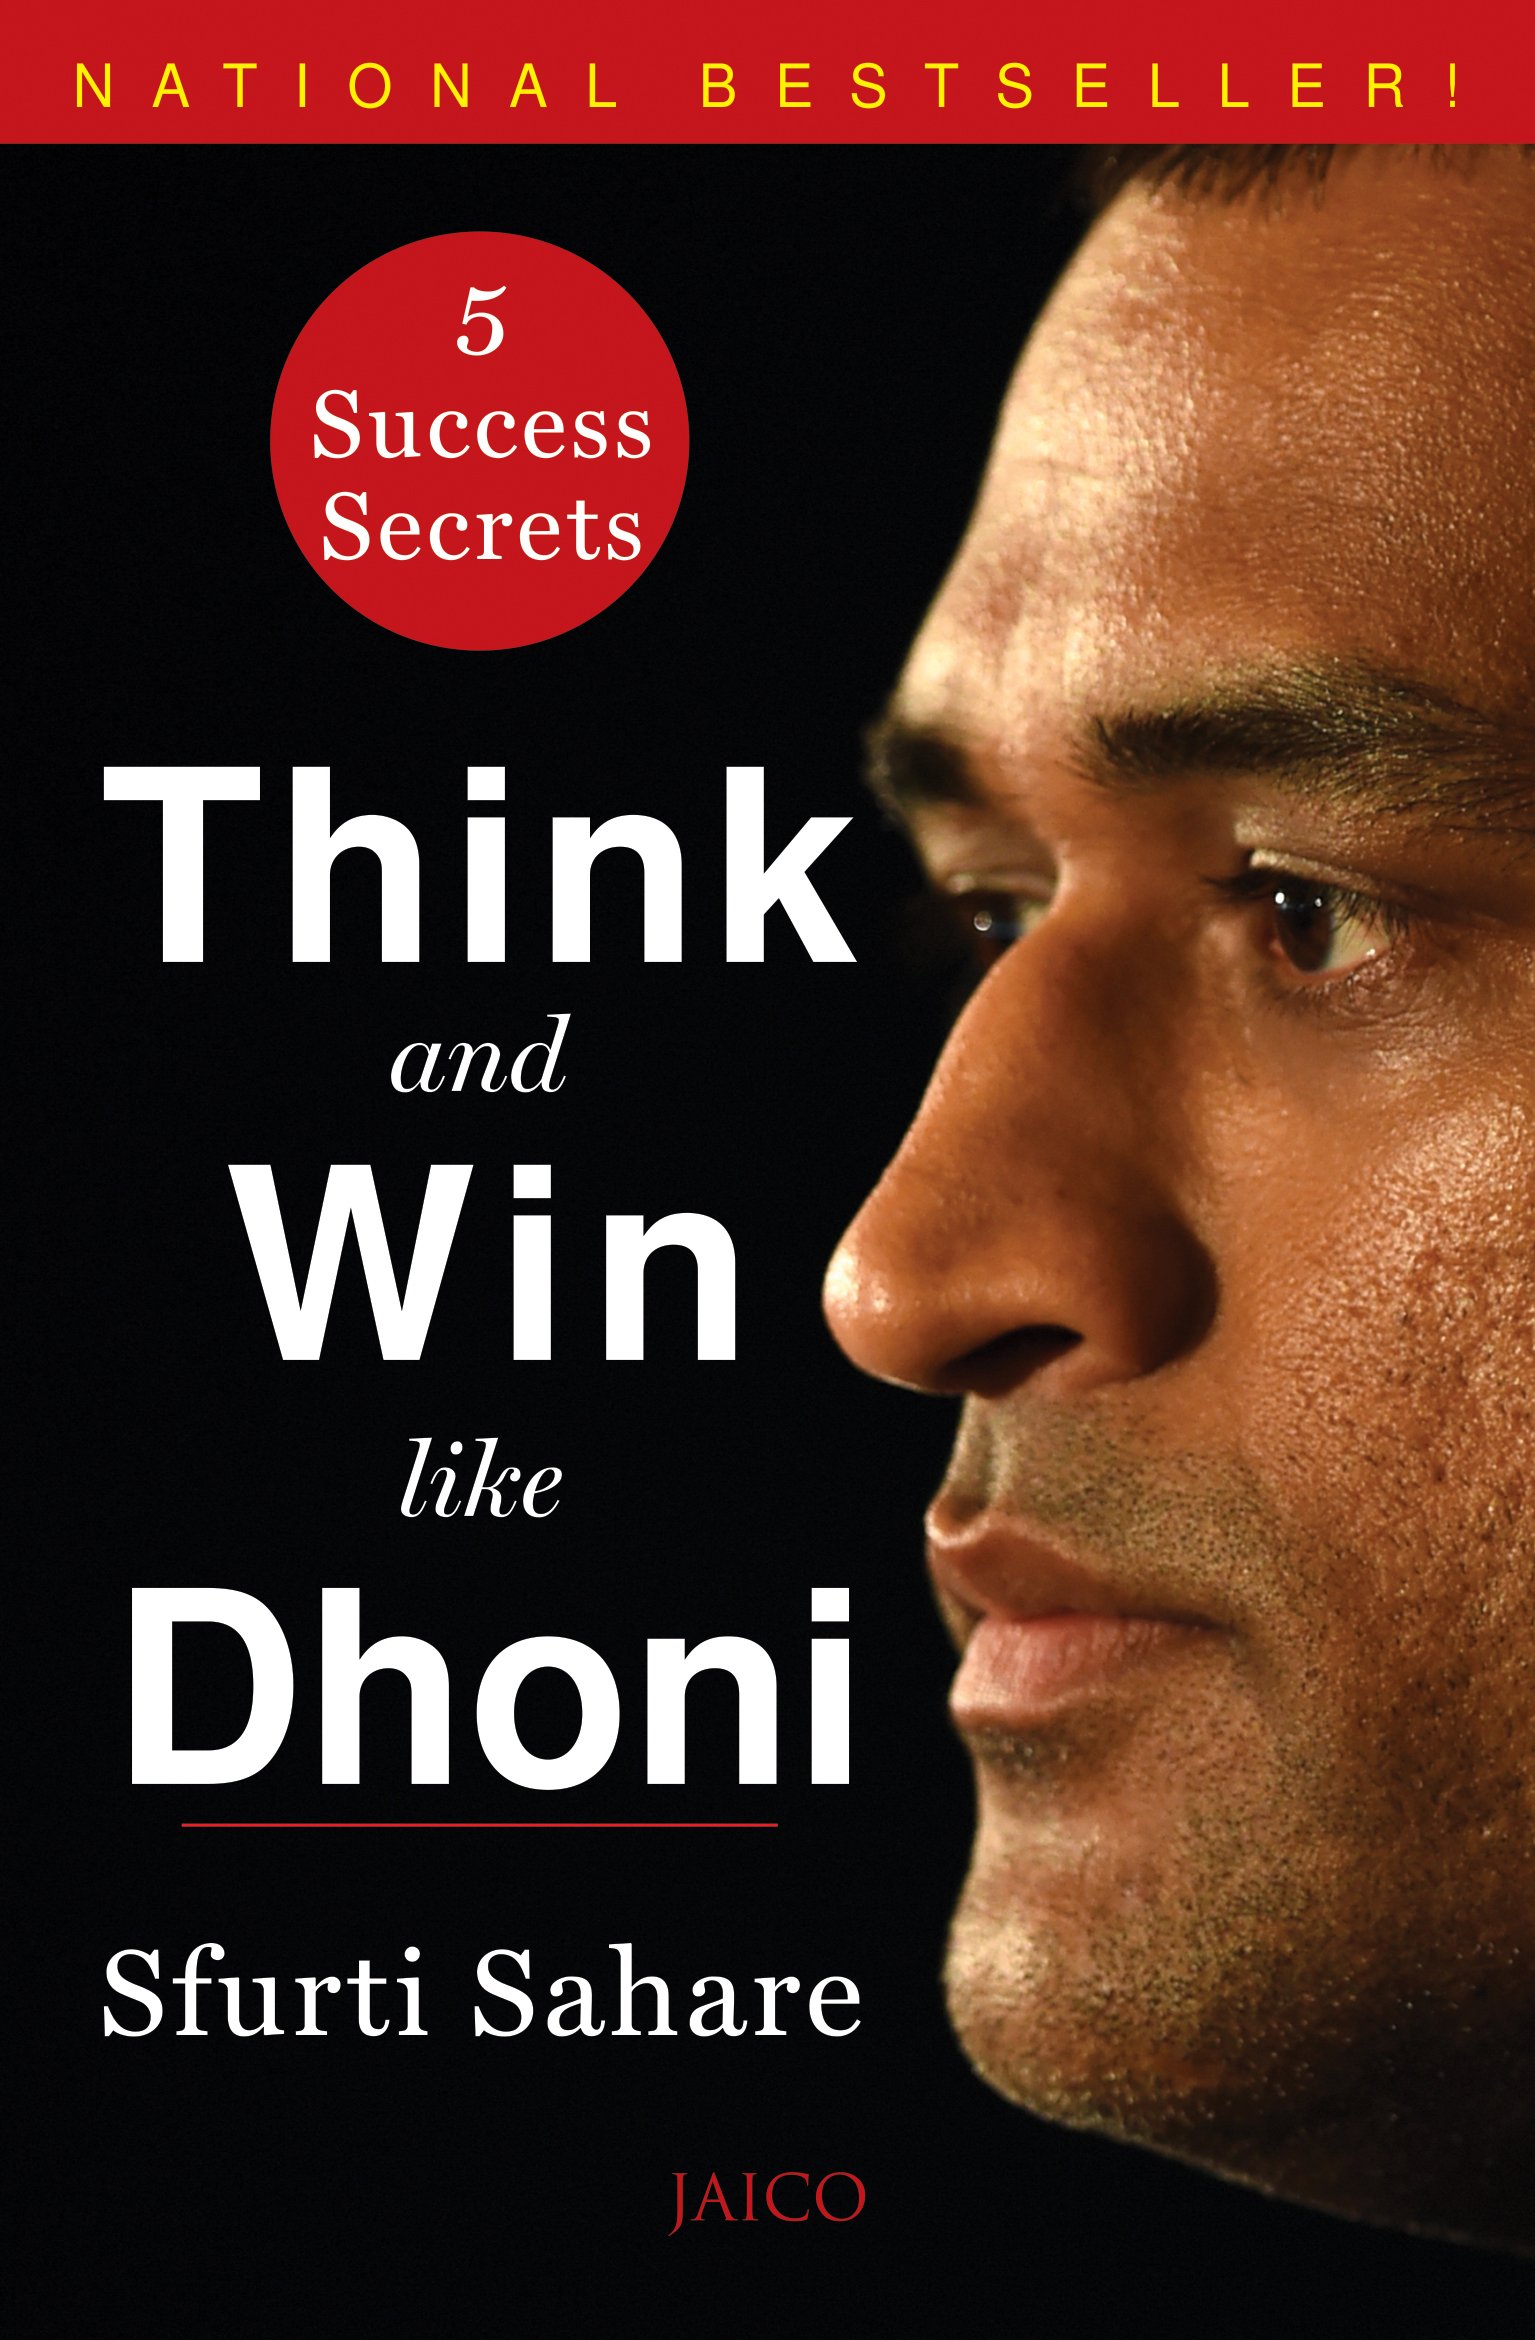 NATIONAL BESTSELLER!
5
Success
Secrets
Think
and
Win
like
Dhoni
Sfurti Sahare
JAICO